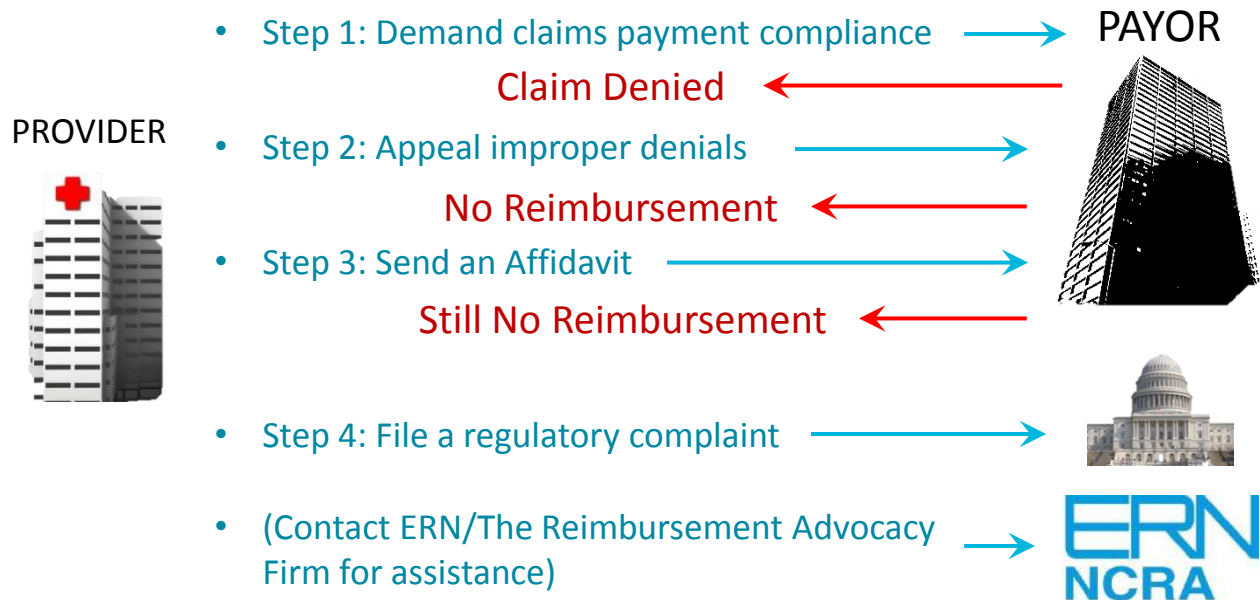 • Step 1: Demand claims payment compliance
PAYOR
Claim Denied
PROVIDER
• Step 2: Appeal improper denials
No Reimbursement
• Step 3: Send an Affidavit
Still No Reimbursement
• Step 4: File a regulatory complaint
• (Contact ERN/The Reimbursement Advocacy
Firm for assistance)
ERN
NCRA